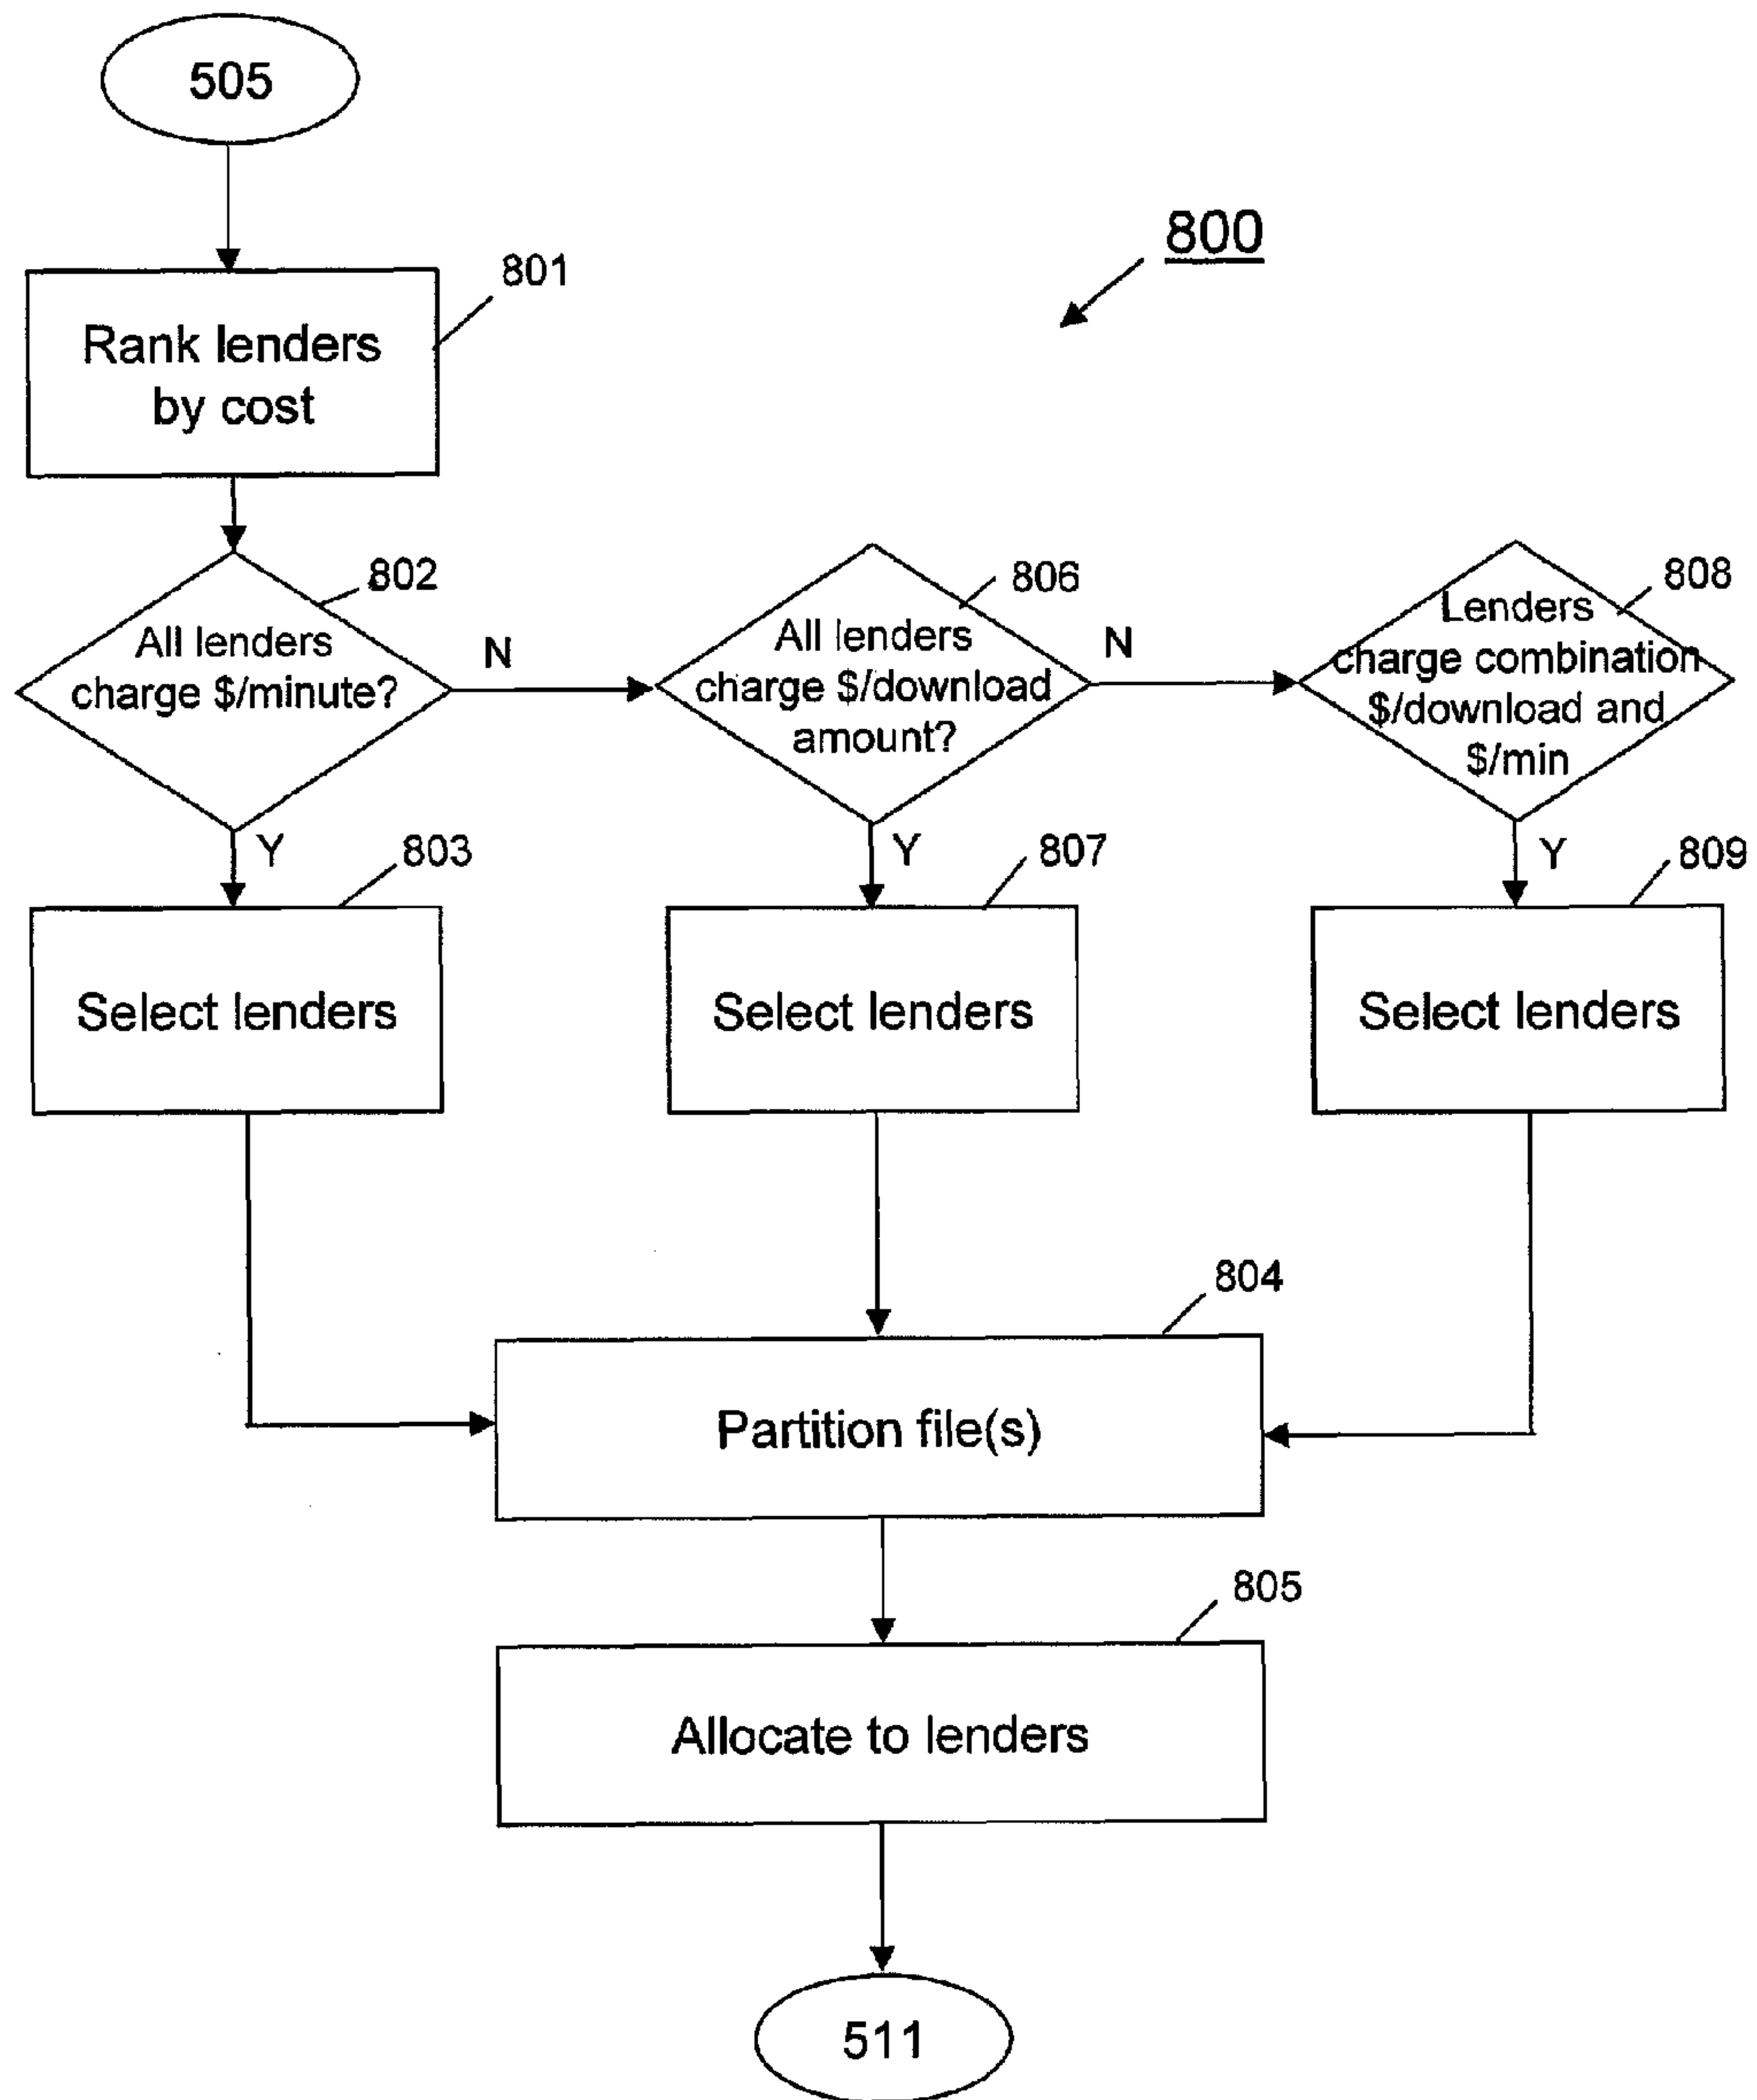 505
800
801
Rank lenders
by cost
802
All lenders
charge $/minute?
N
806
All lenders
charge $/download
amount?
N
808
Lenders
charge combination
$/download and
$/min
Y
803
Select lenders
Y
807
Select lenders
Y
809
Select lenders
804
Partition file(s)
805
Allocate to lenders
511